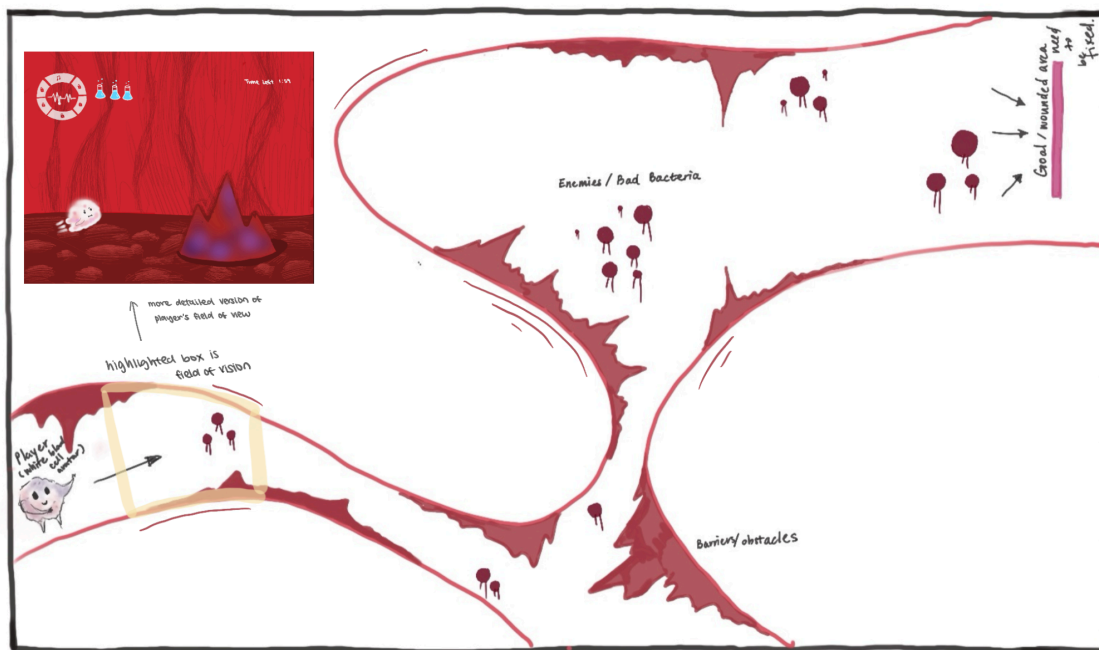 Time Left 1:59
more detailed version of
player's field of view
highlighted box is
field of vision
Player
(white blood
cell
avatar)
Enemies / Bad Bacteria
Barriers/obstacles
Goal / wounded area
need
to
be
fixed.